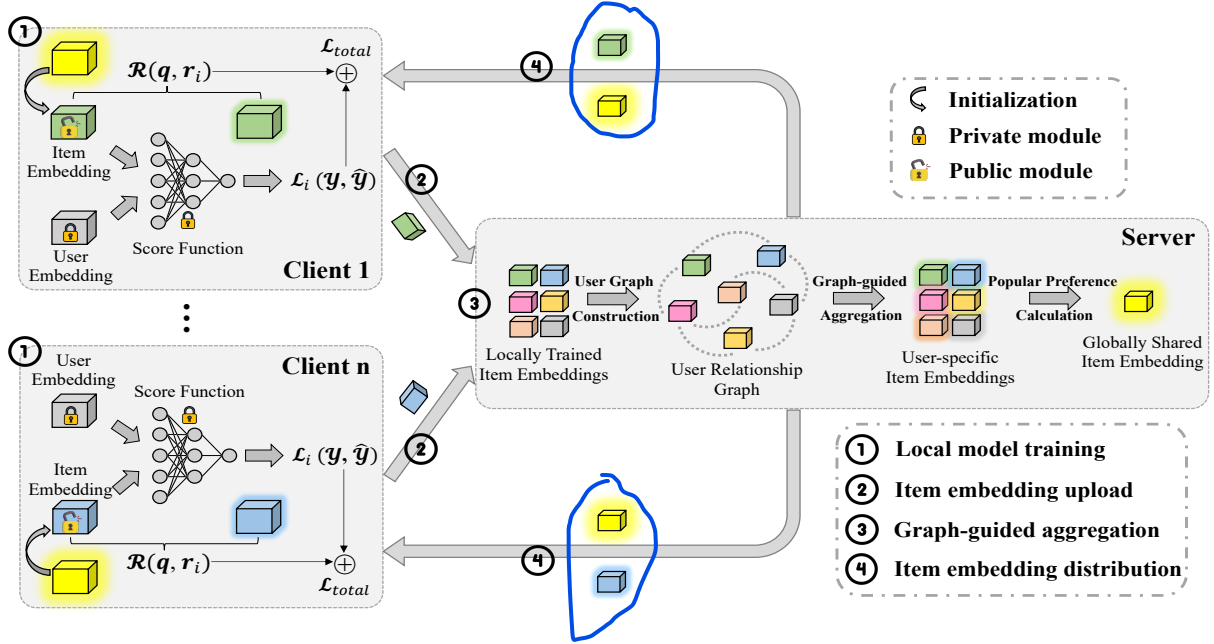 1
𝓛_total
𝓡(𝒒, 𝒓_i)
Item
Embedding
User
Embedding
Score Function
𝓛_i (𝒴, 𝒴̂)
Client 1
2
4
Initialization
Private module
Public module
Server
3
Locally Trained
Item Embeddings
User Graph
Construction
User Relationship
Graph
Graph-guided
Aggregation
User-specific
Item Embeddings
Popular Preference
Calculation
Globally Shared
Item Embedding
1
Client n
User
Embedding
Score Function
Item
Embedding
𝓛_i (𝒴, 𝒴̂)
𝓡(𝒒, 𝒓_i)
𝓛_total
2
4
1 Local model training
2 Item embedding upload
3 Graph-guided aggregation
4 Item embedding distribution